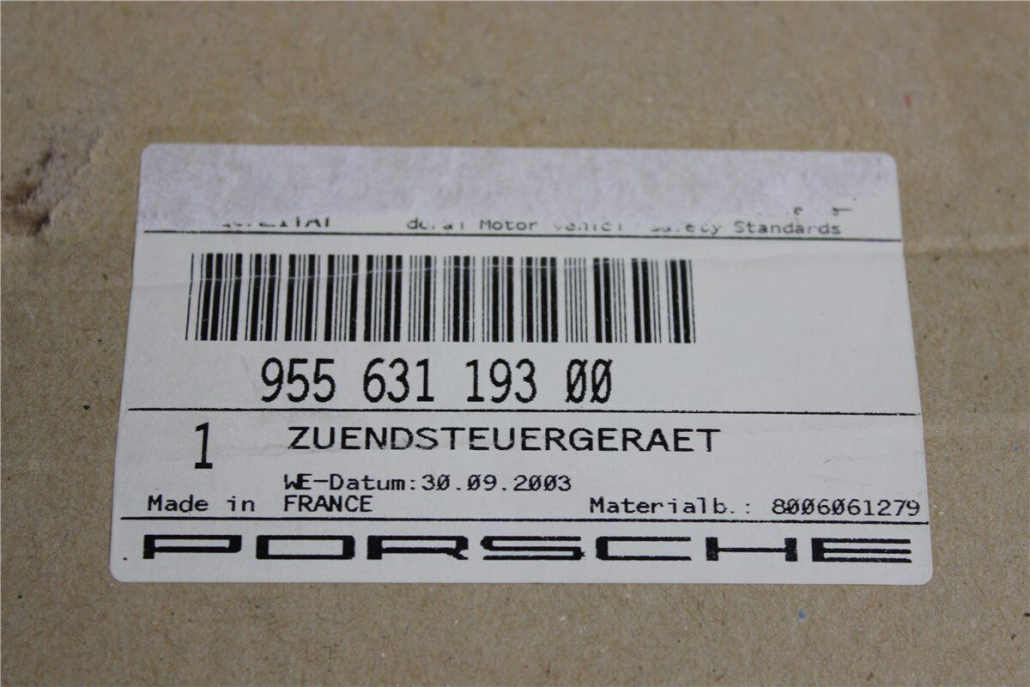 Motor Safety Standards
955 631 193 00
1 ZUENDSTEUERGERAET
WE-Datum:30.09.2003
Made in FRANCE Materialb.: 8006061279
PORSCHE